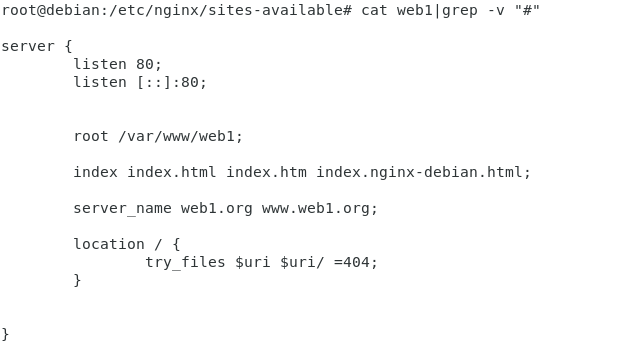 root@debian:/etc/nginx/sites-available# cat web1|grep -v "#"
server {
listen 80;
listen [::]:80;
root /var/www/web1;
index index.html index.htm index.nginx-debian.html;
server_name web1.org www.web1.org;
location / {
try_files $uri $uri/ =404;
}
}